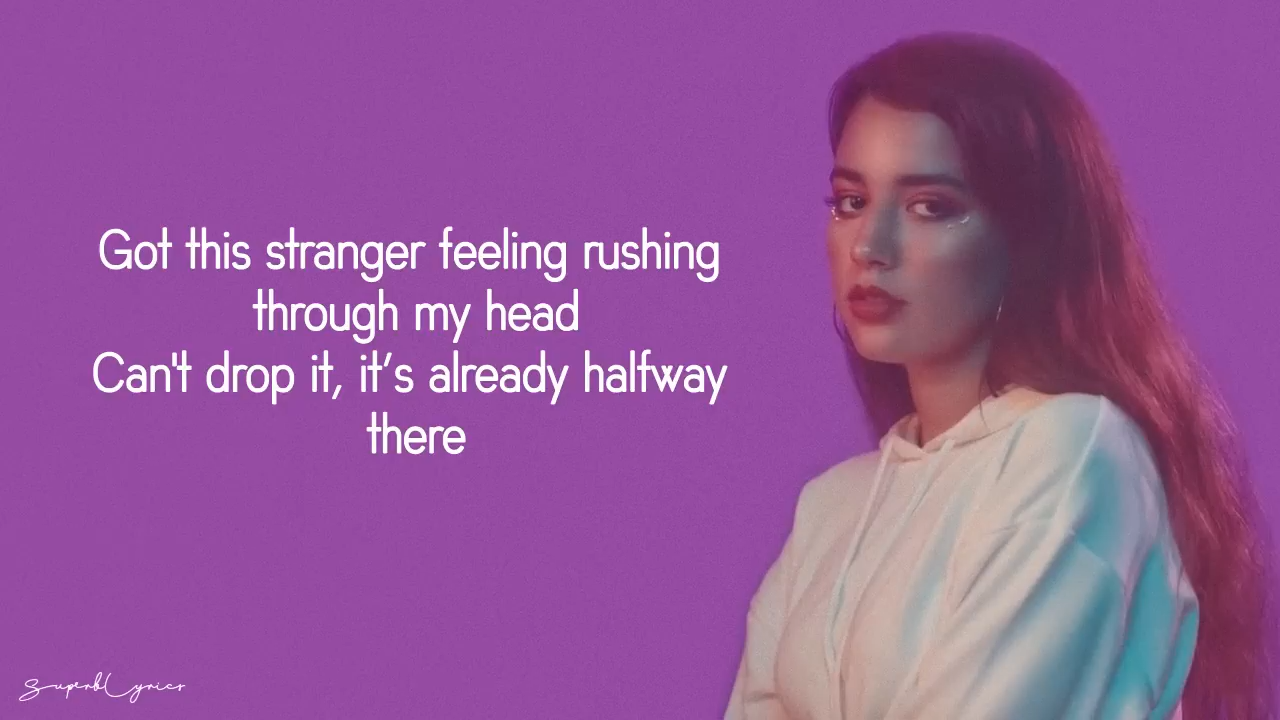 Got this stranger feeling rushing
through my head
Can't drop it, it’s already halfway
there
SuperbLyrics